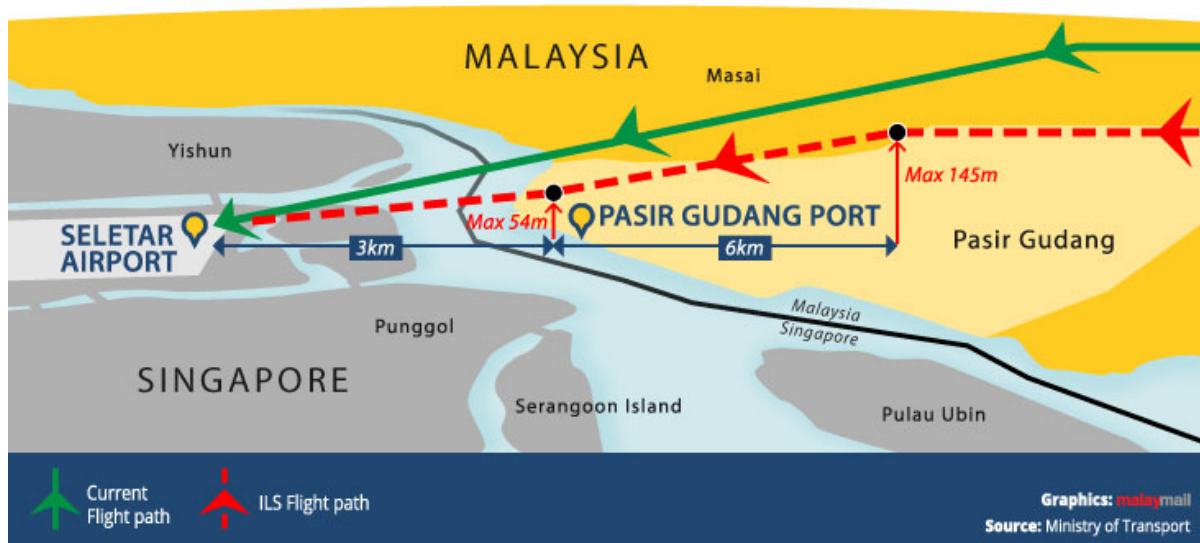 MALAYSIA
Masai
Yishun
Max 145m
Max 54m
PASIR GUDANG PORT
SELETAR
AIRPORT
3km
6km
Pasir Gudang
Malaysia
Singapore
Punggol
SINGAPORE
Serangoon Island
Pulau Ubin
Current
Flight path
ILS Flight path
Graphics: malaymail
Source: Ministry of Transport